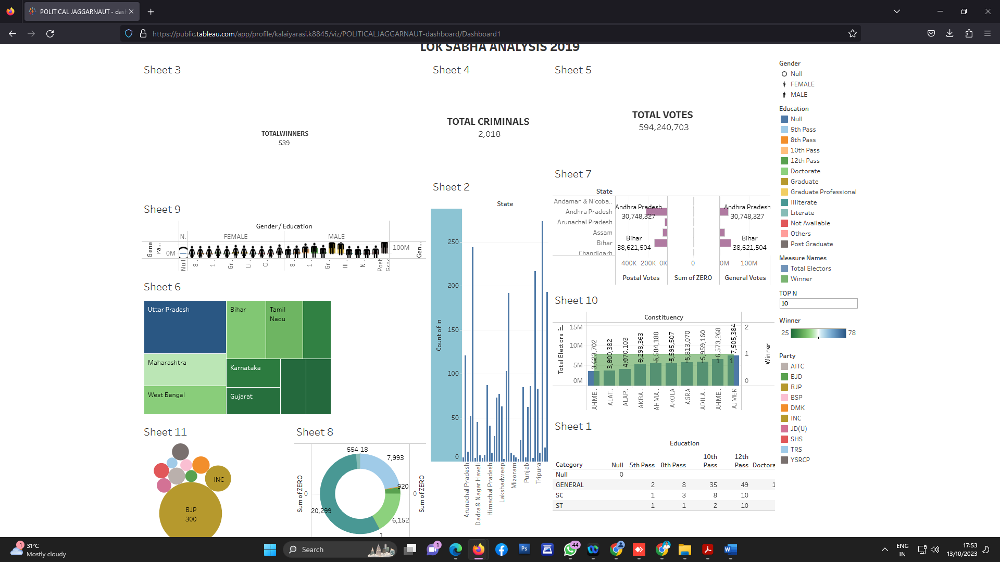 POLITICAL JAGGARNAUT - das
https://public.tableau.com/app/profile/kalaiyarasi.k8845/viz/POLITICALJAGGARNAUT-dashboard/Dashboard1
LOK SABHA ANALYSIS 2019
Sheet 3
TOTALWINNERS
539
Sheet 4
TOTAL CRIMINALS
2,018
Sheet 5
TOTAL VOTES
594,240,703
Sheet 9
Gender / Education
N.. FEMALE MALE
Gene
ra...
0M
100M
Gen...
Null 8.. 1.. Gr.. Li.. O.. 8.. 1.. Gr.. Ill.. N.. Post
Sheet 6
Uttar Pradesh
Bihar
Tamil
Nadu
Maharashtra
Karnataka
West Bengal
Gujarat
Sheet 11
INC
BJP
300
Sheet 8
554 18
7,993
920
6,152
1
20,299
Sum of ZERO
0
0
Sum of ZERO
Sheet 2
State
Count of in
250
200
150
100
50
0
Arunachal Pradesh
Dadra & Nagar Haveli
Himachal Pradesh
Lakshadweep
Mizoram
Punjab
Tripura
Sheet 7
State
Andaman & Nicoba..
Andhra Pradesh
Arunachal Pradesh
Assam
Bihar
Chandigarh
Andhra Pradesh
30,748,327
Bihar
38,621,504
Andhra Pradesh
30,748,327
Bihar
38,621,504
400K 200K 0K
0
0M 100M
Postal Votes Sum of ZERO General Votes
Sheet 10
Constituency
Total Electors
15M
10M
5M
0M
3,623,702
3,800,382
4,070,103
5,298,363
5,584,188
5,595,507
5,813,070
5,959,160
6,573,268
7,505,384
1 1 1 1 1 1 1 1 1 1
2
1
0
Winner
AHME..
ALAT..
ALAP..
AKBA..
AHMA..
AKOLA
AGRA
ADILA..
AHME..
AJMER
Sheet 1
Education
Category Null 5th Pass 8th Pass 10th Pass 12th Pass Doctora
Null 0
GENERAL 2 8 35 49 1
SC 1 3 8 10
ST 1 1 2 10
Gender
Null
FEMALE
MALE
Education
Null
5th Pass
8th Pass
10th Pass
12th Pass
Doctorate
Graduate
Graduate Professional
Illiterate
Literate
Not Available
Others
Post Graduate
Measure Names
Total Electors
Winner
TOP N
10
Winner
25 78
Party
AITC
BJD
BJP
BSP
DMK
INC
JD(U)
SHS
TRS
YSRCP
1
31°C
Mostly cloudy
Search
1
Ps
44
ENG
IN
17:53
13/10/2023